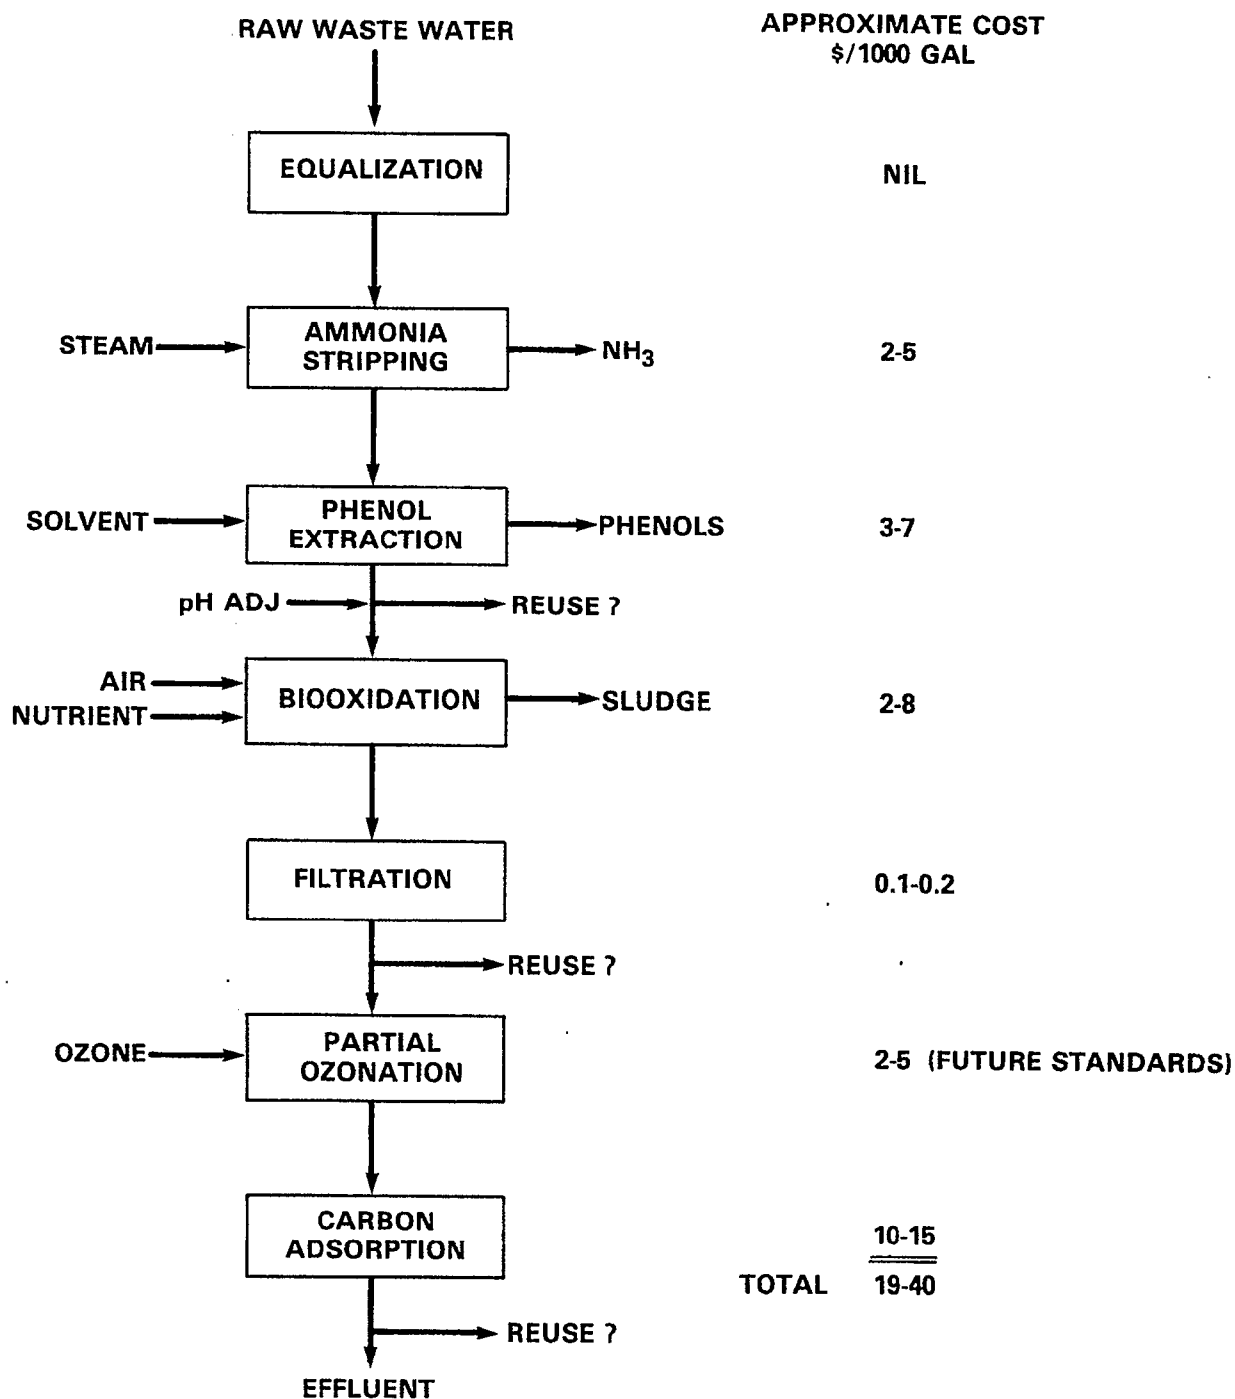 RAW WASTE WATER
APPROXIMATE COST
$/1000 GAL
EQUALIZATION
NIL
STEAM
AMMONIA
STRIPPING
NH₃
2-5
SOLVENT
PHENOL
EXTRACTION
PHENOLS
3-7
pH ADJ
REUSE ?
AIR
NUTRIENT
BIOOXIDATION
SLUDGE
2-8
FILTRATION
0.1-0.2
REUSE ?
OZONE
PARTIAL
OZONATION
2-5 (FUTURE STANDARDS)
CARBON
ADSORPTION
10-15
TOTAL 19-40
REUSE ?
EFFLUENT